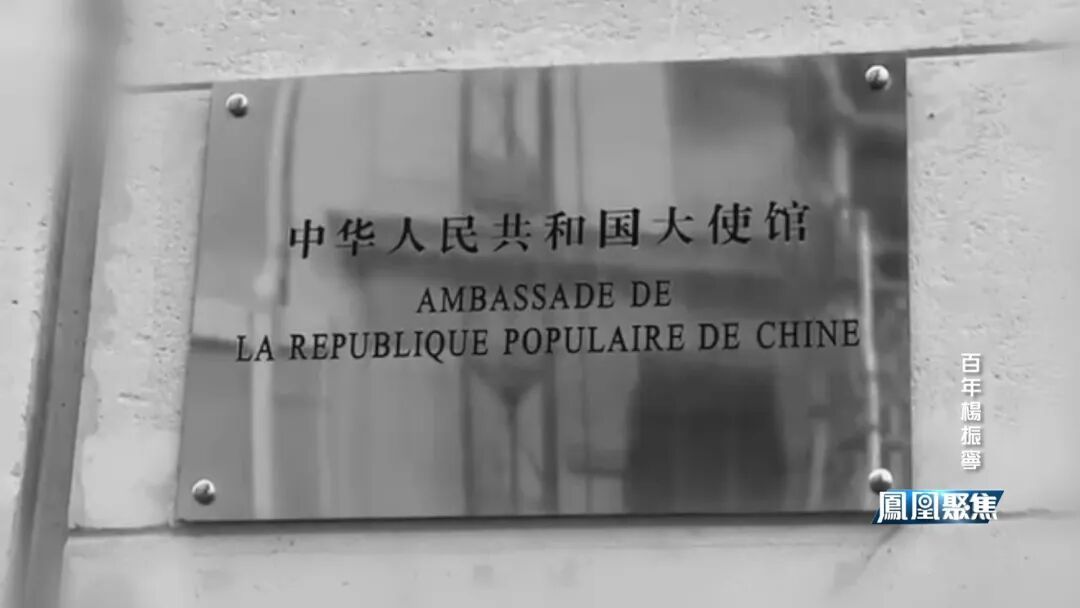 中华人民共和国大使馆
AMBASSADE DE
LA REPUBLIQUE POPULAIRE DE CHINE
百年楊振寧
鳳凰聚焦